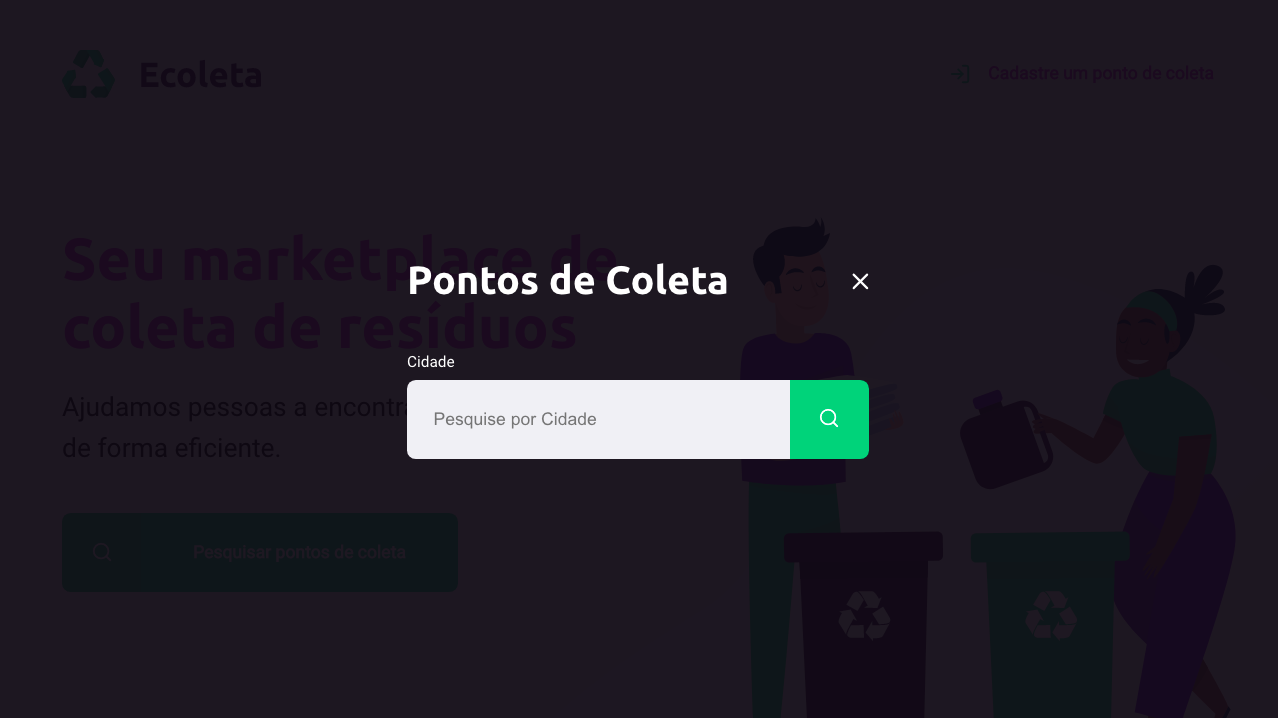 Ecoleta
Cadastre um ponto de coleta
Seu marketplace de
coleta de resíduos
Ajudamos pessoas a encontra
de forma eficiente.
Pesquisar pontos de coleta
Pontos de Coleta
Cidade
Pesquise por Cidade